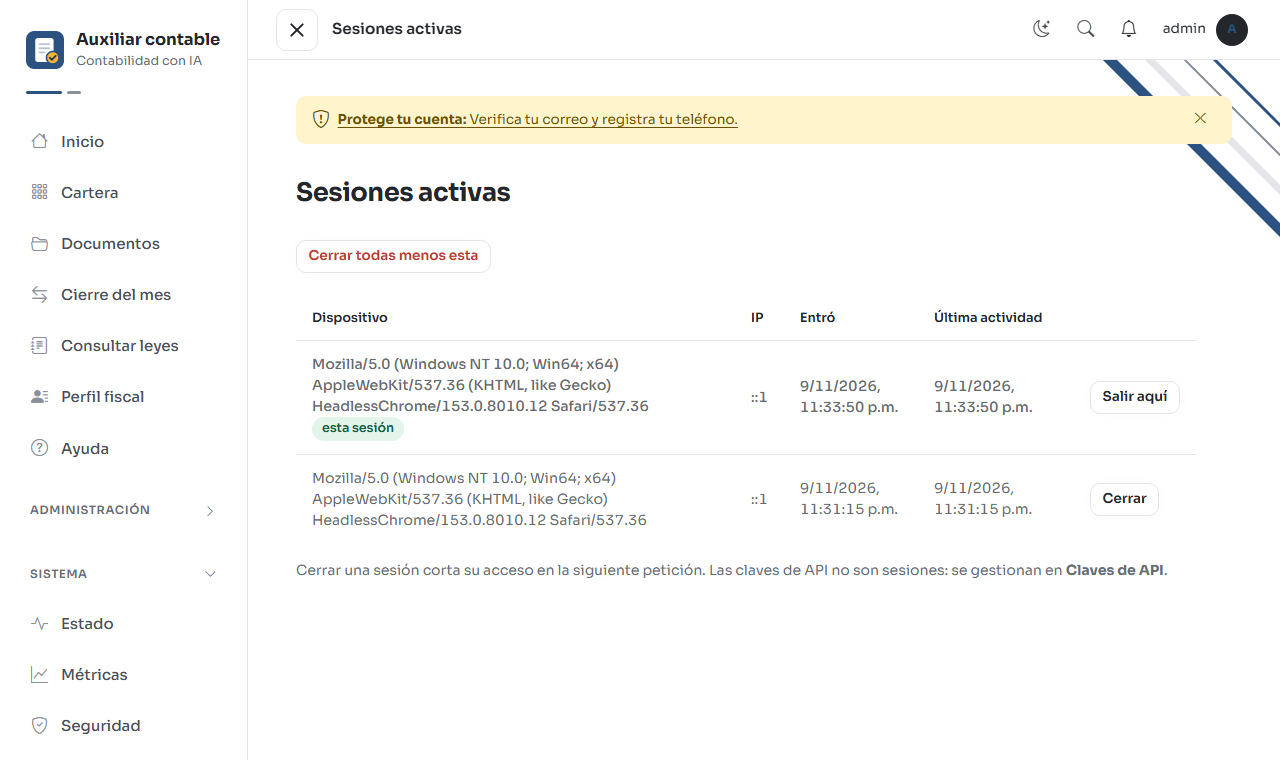 Auxiliar contable
Contabilidad con IA
Sesiones activas
admin
A
Inicio
Cartera
Documentos
Cierre del mes
Consultar leyes
Perfil fiscal
Ayuda
ADMINISTRACIÓN
SISTEMA
Estado
Métricas
Seguridad
Protege tu cuenta: Verifica tu correo y registra tu teléfono.
Sesiones activas
Cerrar todas menos esta
Dispositivo IP Entró Última actividad
Mozilla/5.0 (Windows NT 10.0; Win64; x64)
AppleWebKit/537.36 (KHTML, like Gecko)
HeadlessChrome/153.0.8010.12 Safari/537.36
esta sesión
::1
9/11/2026,
11:33:50 p.m.
9/11/2026,
11:33:50 p.m.
Salir aquí
Mozilla/5.0 (Windows NT 10.0; Win64; x64)
AppleWebKit/537.36 (KHTML, like Gecko)
HeadlessChrome/153.0.8010.12 Safari/537.36
::1
9/11/2026,
11:31:15 p.m.
9/11/2026,
11:31:15 p.m.
Cerrar
Cerrar una sesión corta su acceso en la siguiente petición. Las claves de API no son sesiones: se gestionan en Claves de API.